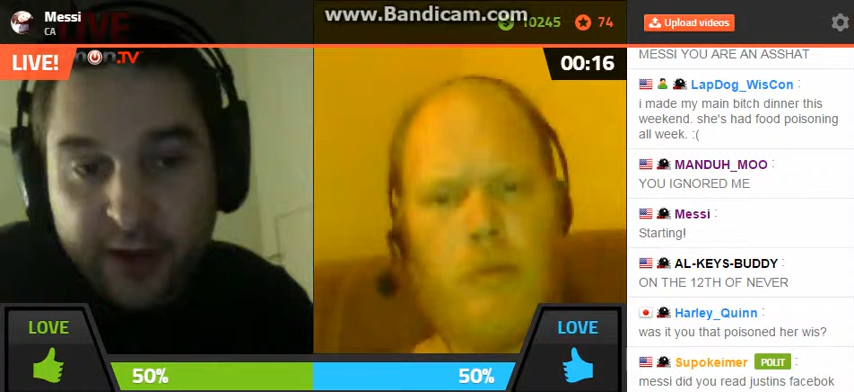 www.Bandicam.com
Messi
CA
LIVE
10245
74
Upload videos
LIVE!
ON.TV
00:16
MESSI YOU ARE AN ASSHAT
LapDog_WisCon :
i made my main bitch dinner this
weekend. she's had food poisoning
all week. :(
MANDUH_MOO :
YOU IGNORED ME
Messi :
Starting!
AL-KEYS-BUDDY :
ON THE 12TH OF NEVER
Harley_Quinn :
was it you that poisoned her wis?
Supokeimer POLIT :
messi did you read justins facebok
LOVE
LOVE
50%
50%